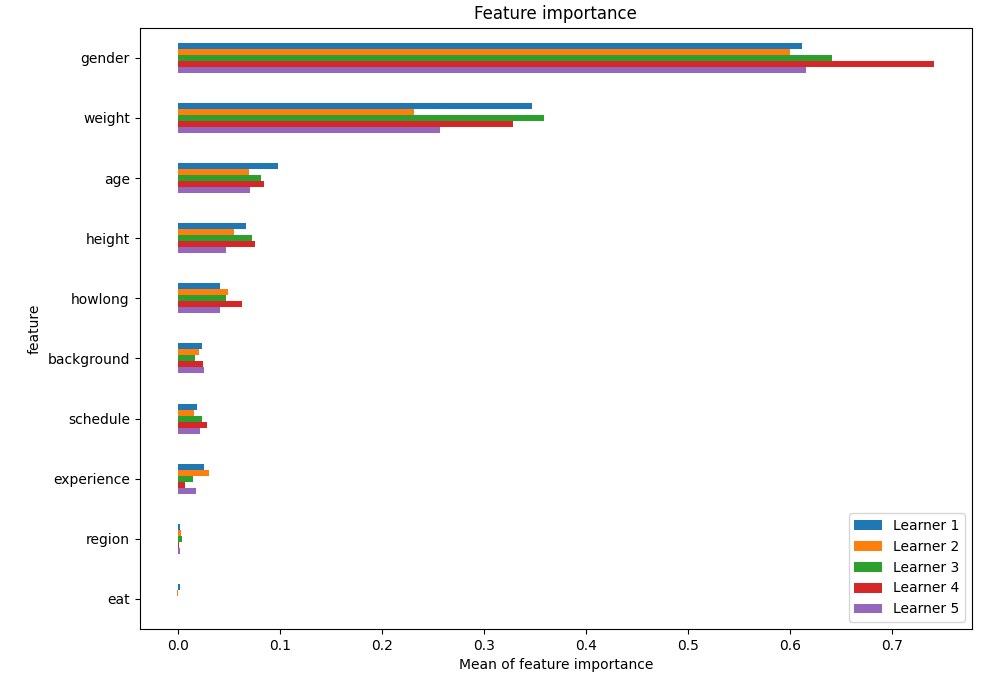 Feature importance
gender
weight
age
height
howlong
background
schedule
experience
region
eat
feature
0.0 0.1 0.2 0.3 0.4 0.5 0.6 0.7
Mean of feature importance
Learner 1
Learner 2
Learner 3
Learner 4
Learner 5